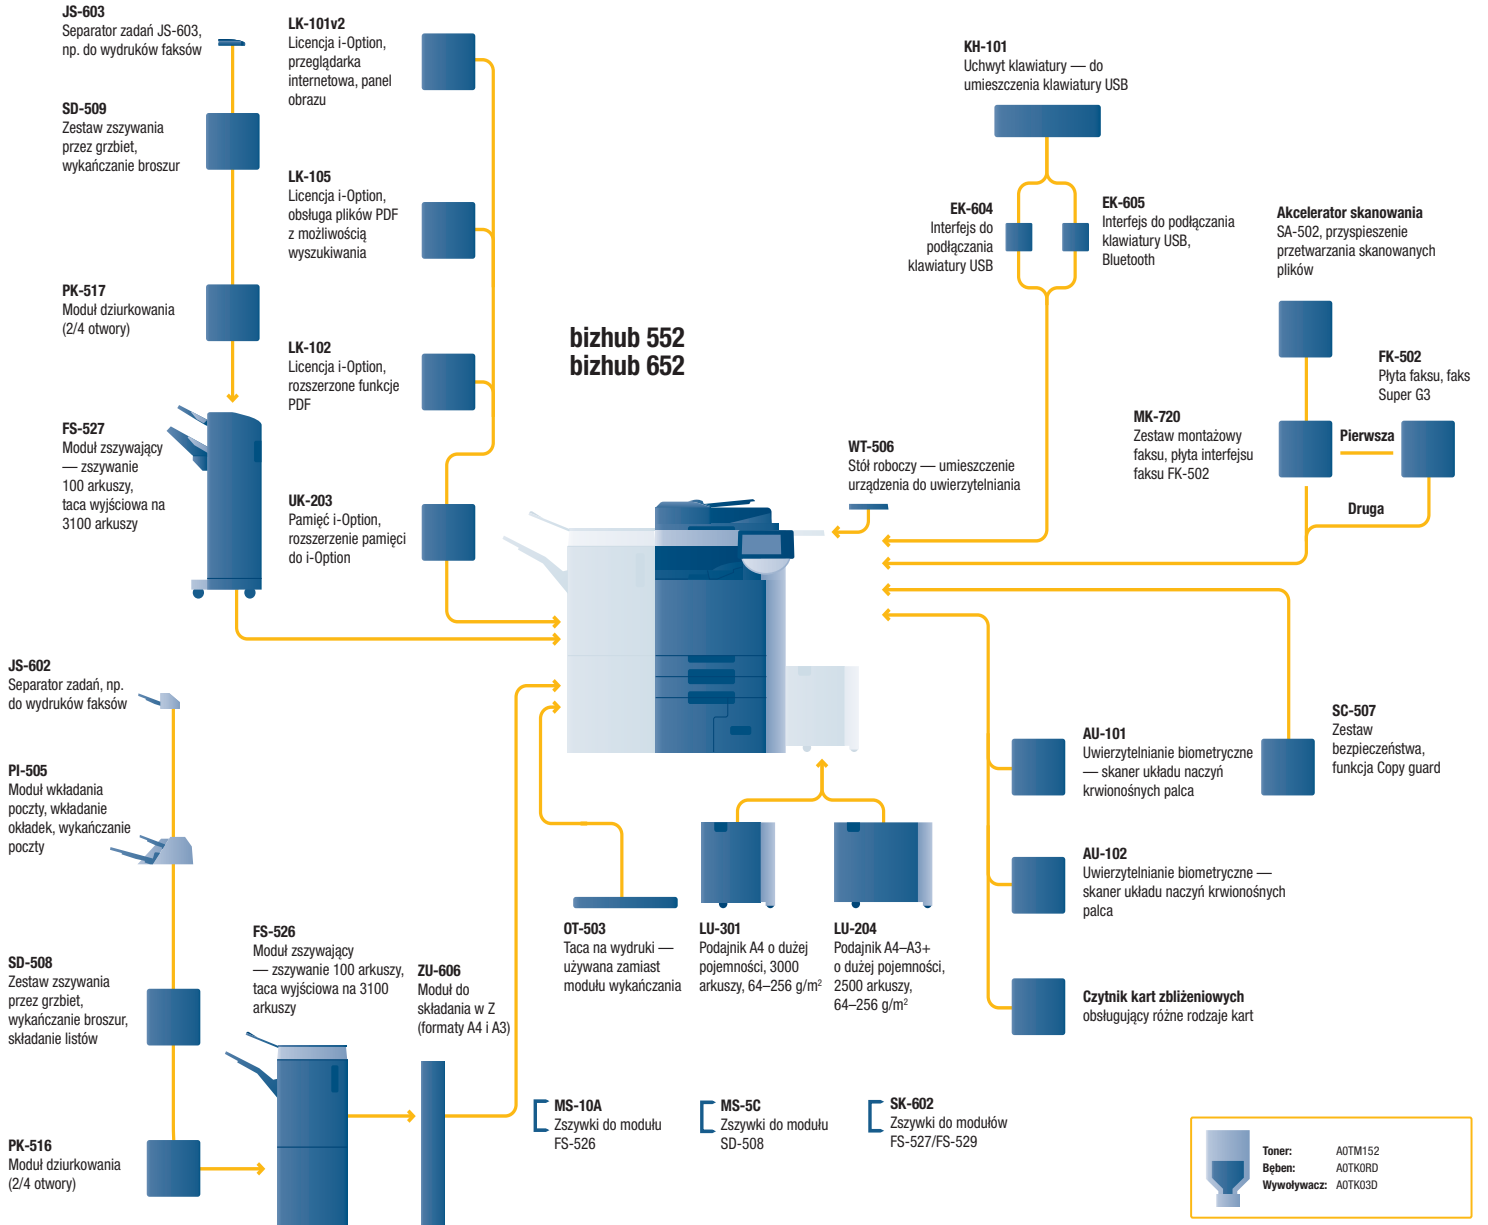 JS-603
Separator zadań JS-603,
np. do wydruków faksów
SD-509
Zestaw zszywania
przez grzbiet,
wykańczanie broszur
PK-517
Moduł dziurkowania
(2/4 otwory)
FS-527
Moduł zszywający
— zszywanie
100 arkuszy,
taca wyjściowa na
3100 arkuszy
LK-101v2
Licencja i-Option,
przeglądarka
internetowa, panel
obrazu
LK-105
Licencja i-Option,
obsługa plików PDF
z możliwością
wyszukiwania
LK-102
Licencja i-Option,
rozszerzone funkcje
PDF
UK-203
Pamięć i-Option,
rozszerzenie pamięci
do i-Option
bizhub 552
bizhub 652
KH-101
Uchwyt klawiatury — do
umieszczenia klawiatury USB
EK-604
Interfejs do
podłączania
klawiatury USB
EK-605
Interfejs do podłączania
klawiatury USB,
Bluetooth
Akcelerator skanowania
SA-502, przyspieszenie
przetwarzania skanowanych
plików
FK-502
Płyta faksu, faks
Super G3
MK-720
Zestaw montażowy
faksu, płyta interfejsu
faksu FK-502
Pierwsza
Druga
WT-506
Stół roboczy — umieszczenie
urządzenia do uwierzytelniania
JS-602
Separator zadań, np.
do wydruków faksów
PI-505
Moduł wkładania
poczty, wkładanie
okładek, wykańczanie
poczty
SD-508
Zestaw zszywania
przez grzbiet,
wykańczanie broszur,
składanie listów
PK-516
Moduł dziurkowania
(2/4 otwory)
FS-526
Moduł zszywający
— zszywanie 100 arkuszy,
taca wyjściowa na 3100
arkuszy
ZU-606
Moduł do
składania w Z
(formaty A4 i A3)
OT-503
Taca na wydruki —
używana zamiast
modułu wykańczania
LU-301
Podajnik A4 o dużej
pojemności, 3000
arkuszy, 64–256 g/m²
LU-204
Podajnik A4–A3+
o dużej pojemności,
2500 arkuszy,
64–256 g/m²
AU-101
Uwierzytelnianie biometryczne
— skaner układu naczyń
krwionośnych palca
SC-507
Zestaw
bezpieczeństwa,
funkcja Copy guard
AU-102
Uwierzytelnianie biometryczne —
skaner układu naczyń krwionośnych
palca
Czytnik kart zbliżeniowych
obsługujący różne rodzaje kart
MS-10A
Zszywki do modułu
FS-526
MS-5C
Zszywki do modułu
SD-508
SK-602
Zszywki do modułów
FS-527/FS-529
Toner: A0TM152
Bęben: A0TK0RD
Wywoływacz: A0TK03D